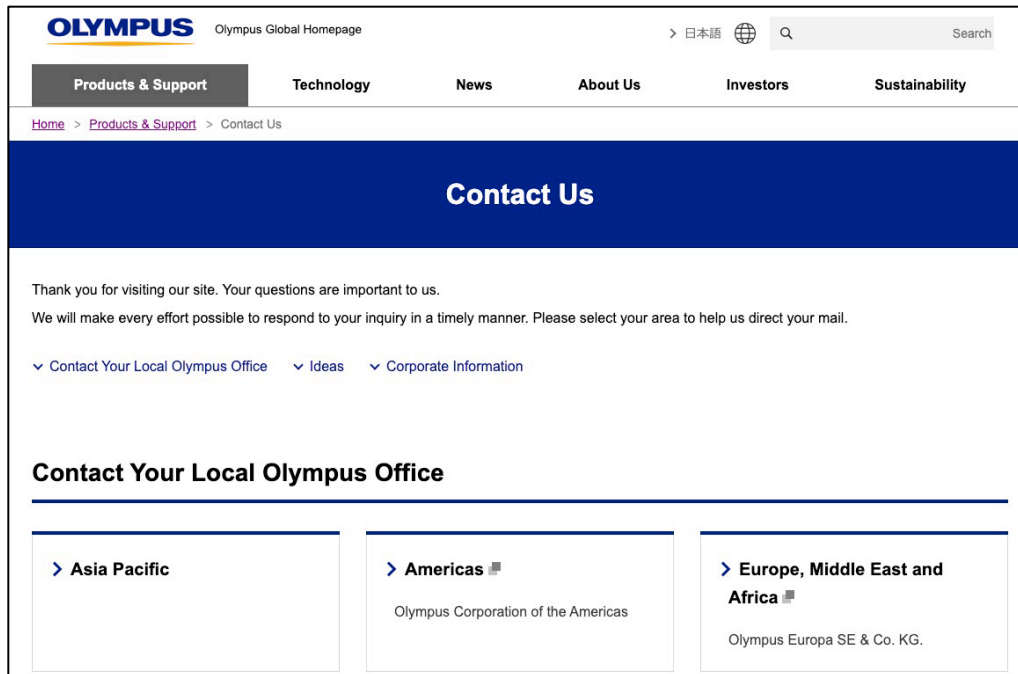 OLYMPUS Olympus Global Homepage > 日本語 Search
Products & Support Technology News About Us Investors Sustainability
Home > Products & Support > Contact Us
Contact Us
Thank you for visiting our site. Your questions are important to us.
We will make every effort possible to respond to your inquiry in a timely manner. Please select your area to help us direct your mail.
Contact Your Local Olympus Office Ideas Corporate Information
Contact Your Local Olympus Office
Asia Pacific
Americas
Olympus Corporation of the Americas
Europe, Middle East and
Africa
Olympus Europa SE & Co. KG.